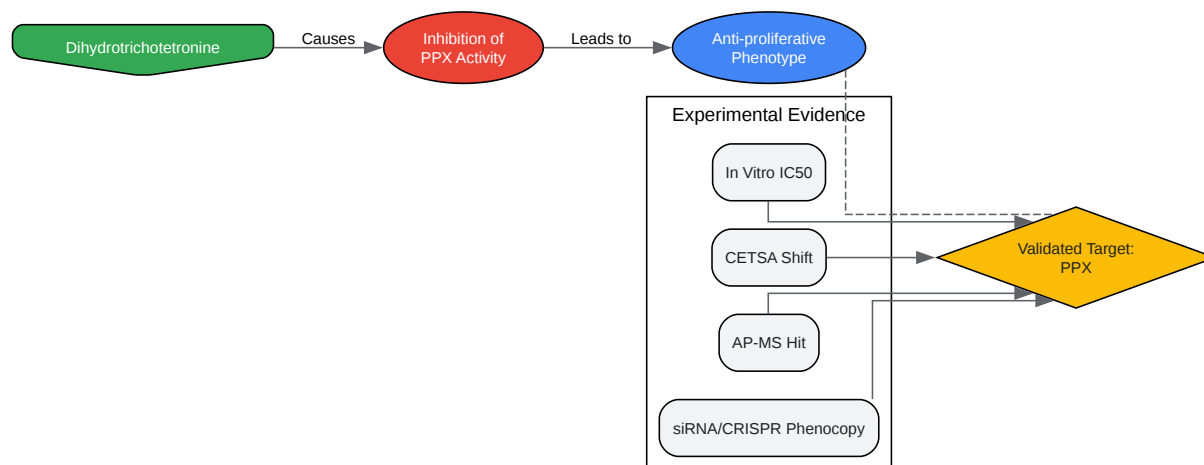 Dihydrotrichotetronine
Causes
Inhibition of
PPX Activity
Leads to
Anti-proliferative
Phenotype
Experimental Evidence
In Vitro IC50
CETSA Shift
AP-MS Hit
siRNA/CRISPR Phenocopy
Validated Target:
PPX